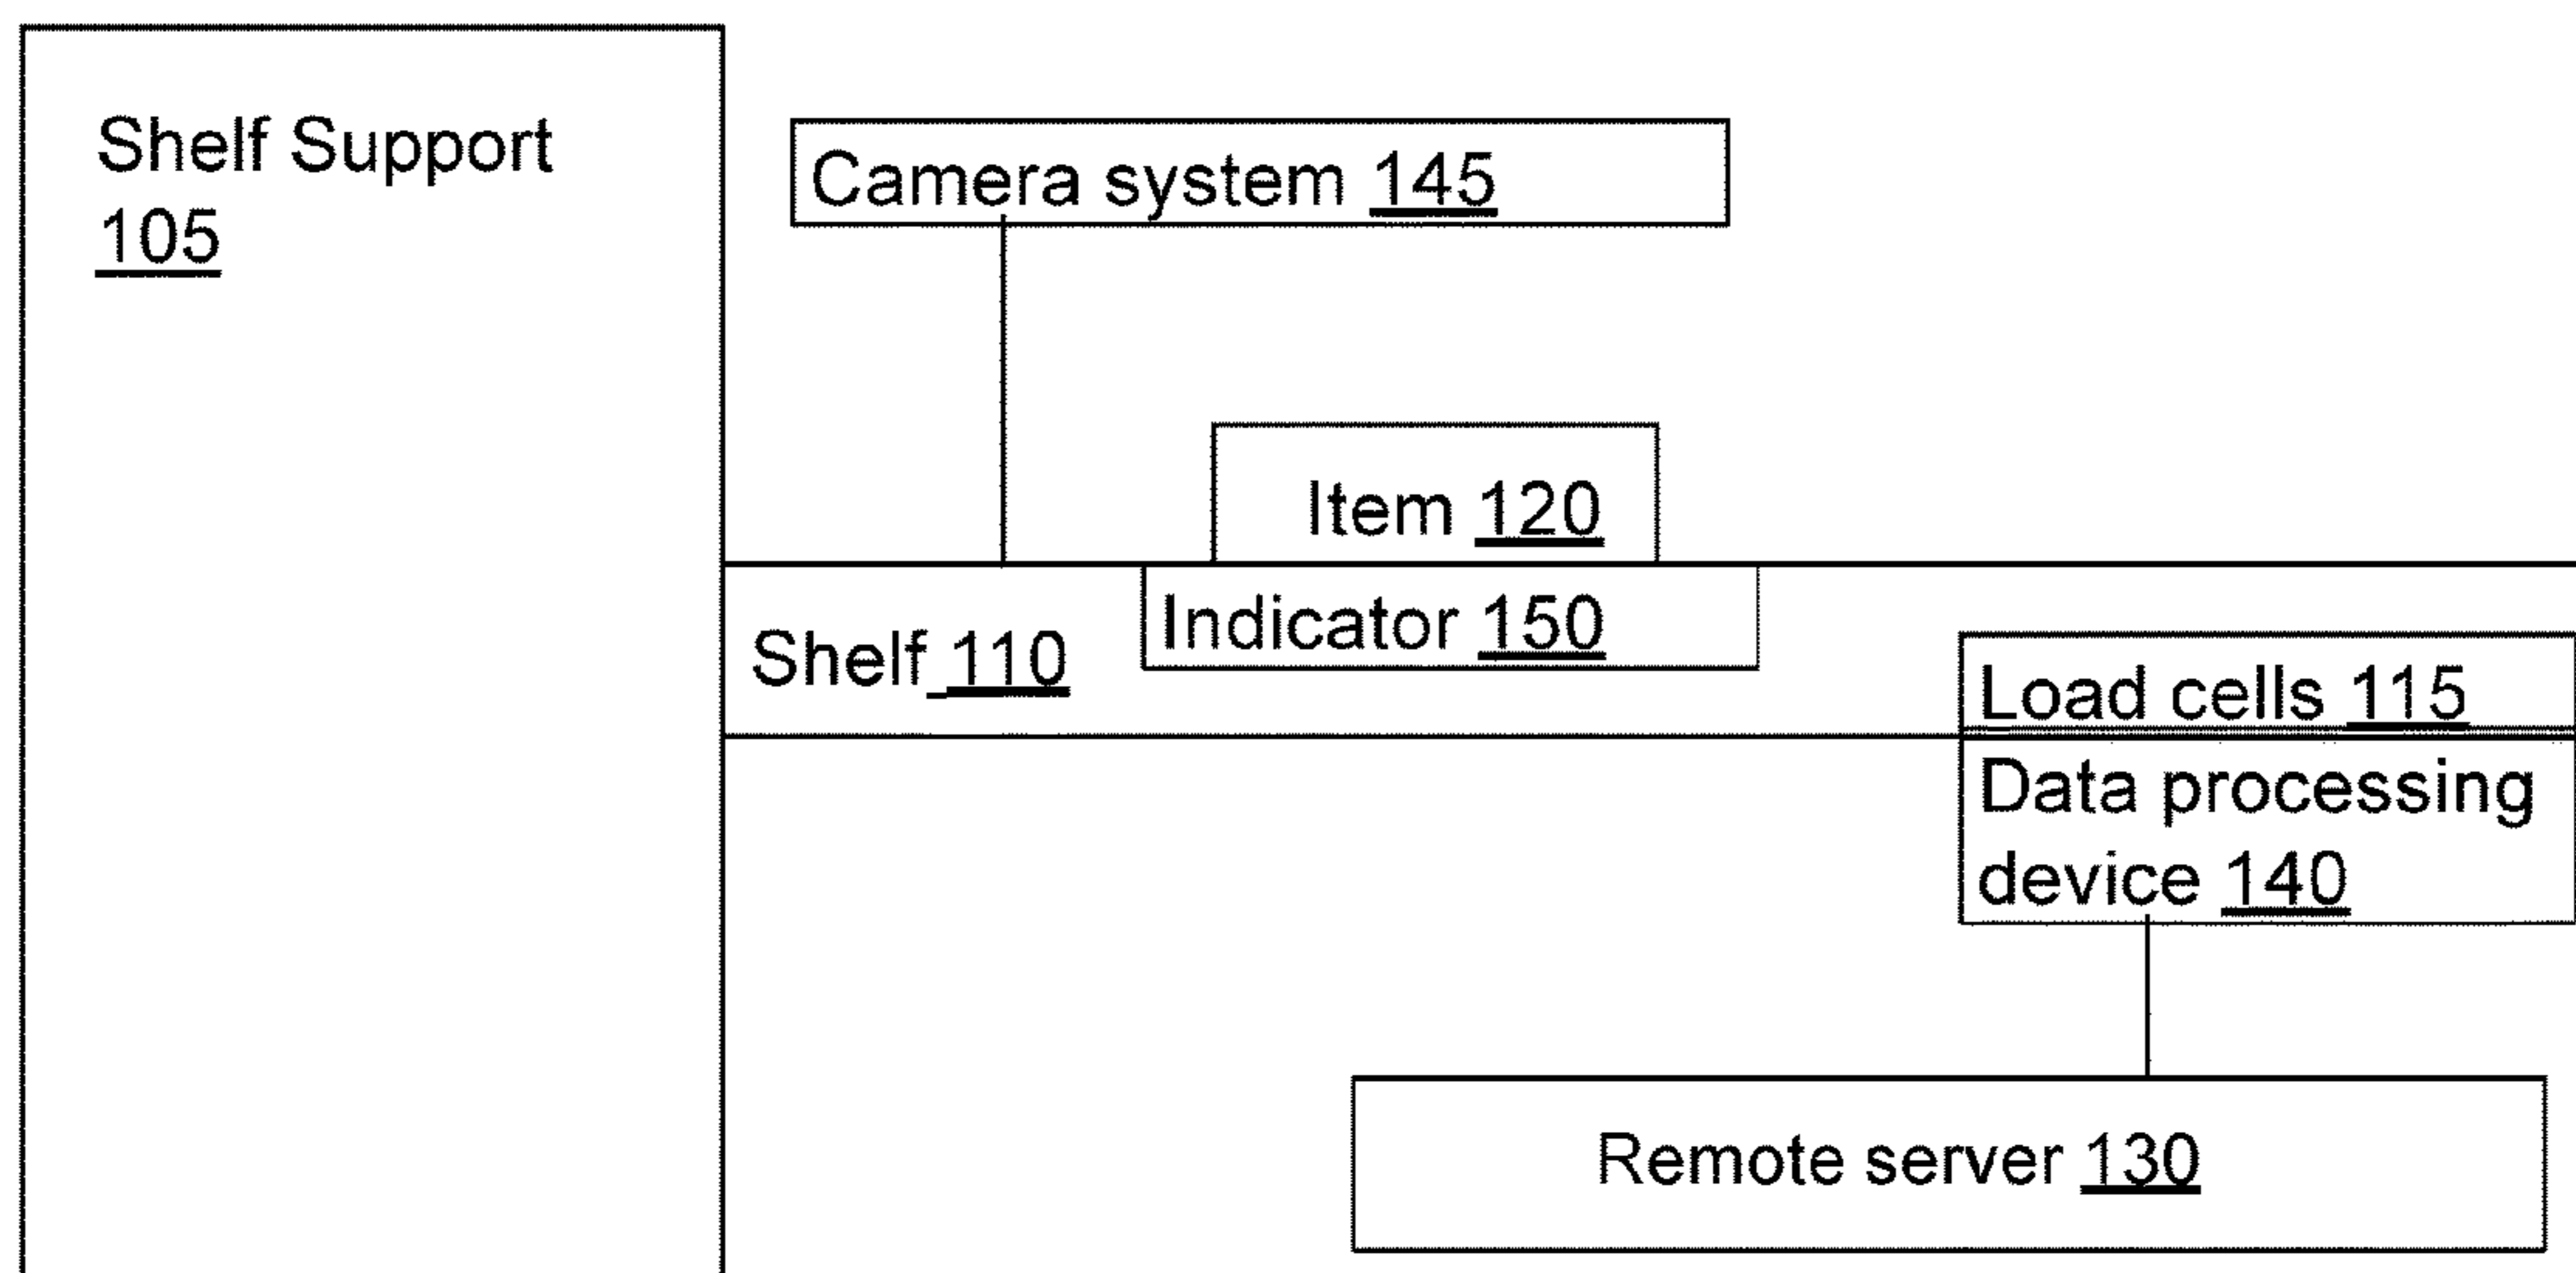 Shelf Support
105
Camera system 145
Item 120
Indicator 150
Shelf 110
Load cells 115
Data processing
device 140
Remote server 130